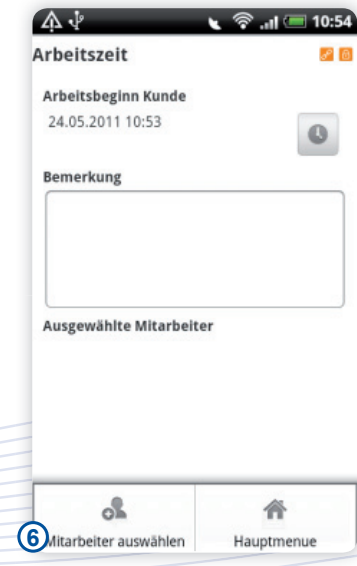 10:54
Arbeitszeit
Arbeitsbeginn Kunde
24.05.2011 10:53
Bemerkung
Ausgewählte Mitarbeiter
6
Mitarbeiter auswählen
Hauptmenue